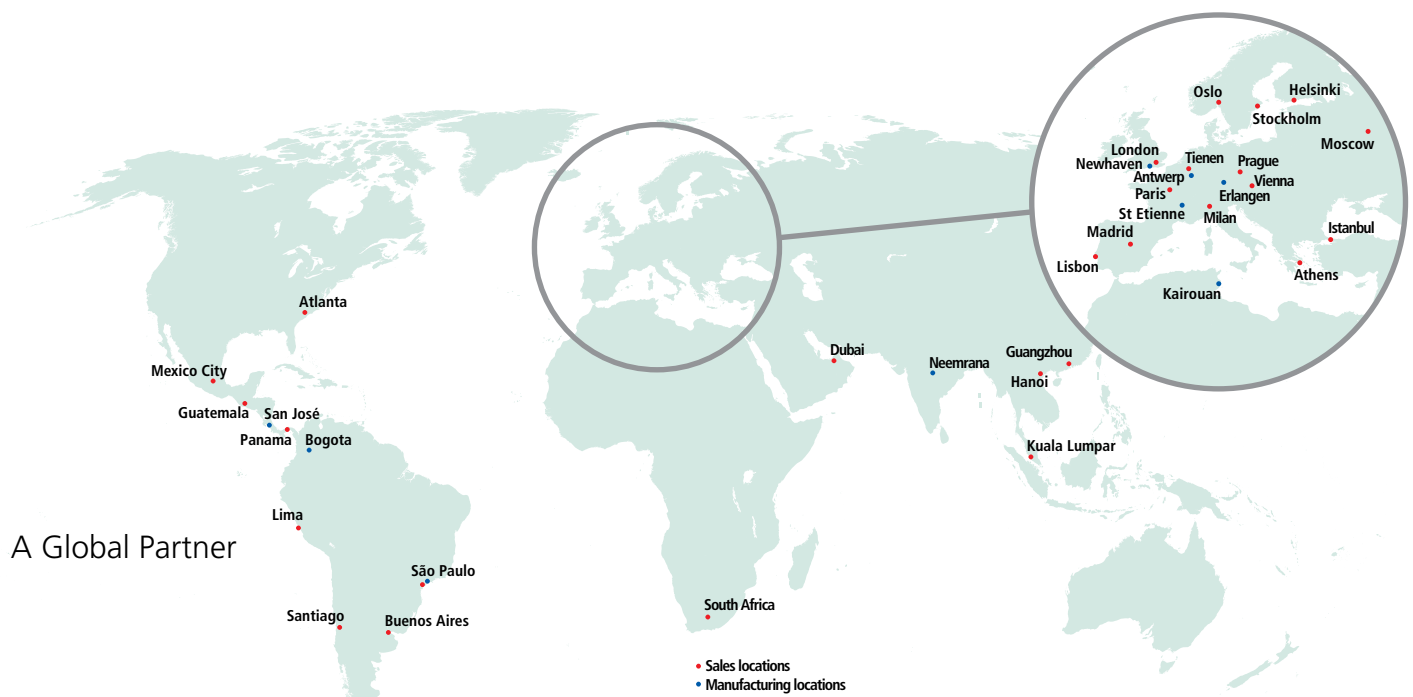 Oslo
Helsinki
Stockholm
Moscow
London
Newhaven
Tienen
Prague
Antwerp
Vienna
Paris
Erlangen
St Etienne
Milan
Madrid
Istanbul
Lisbon
Athens
Kairouan
Atlanta
Mexico City
Guatemala
San José
Panama
Bogota
Dubai
Neemrana
Guangzhou
Hanoi
Kuala Lumpar
Lima
A Global Partner
São Paulo
Santiago
Buenos Aires
South Africa
Sales locations
Manufacturing locations